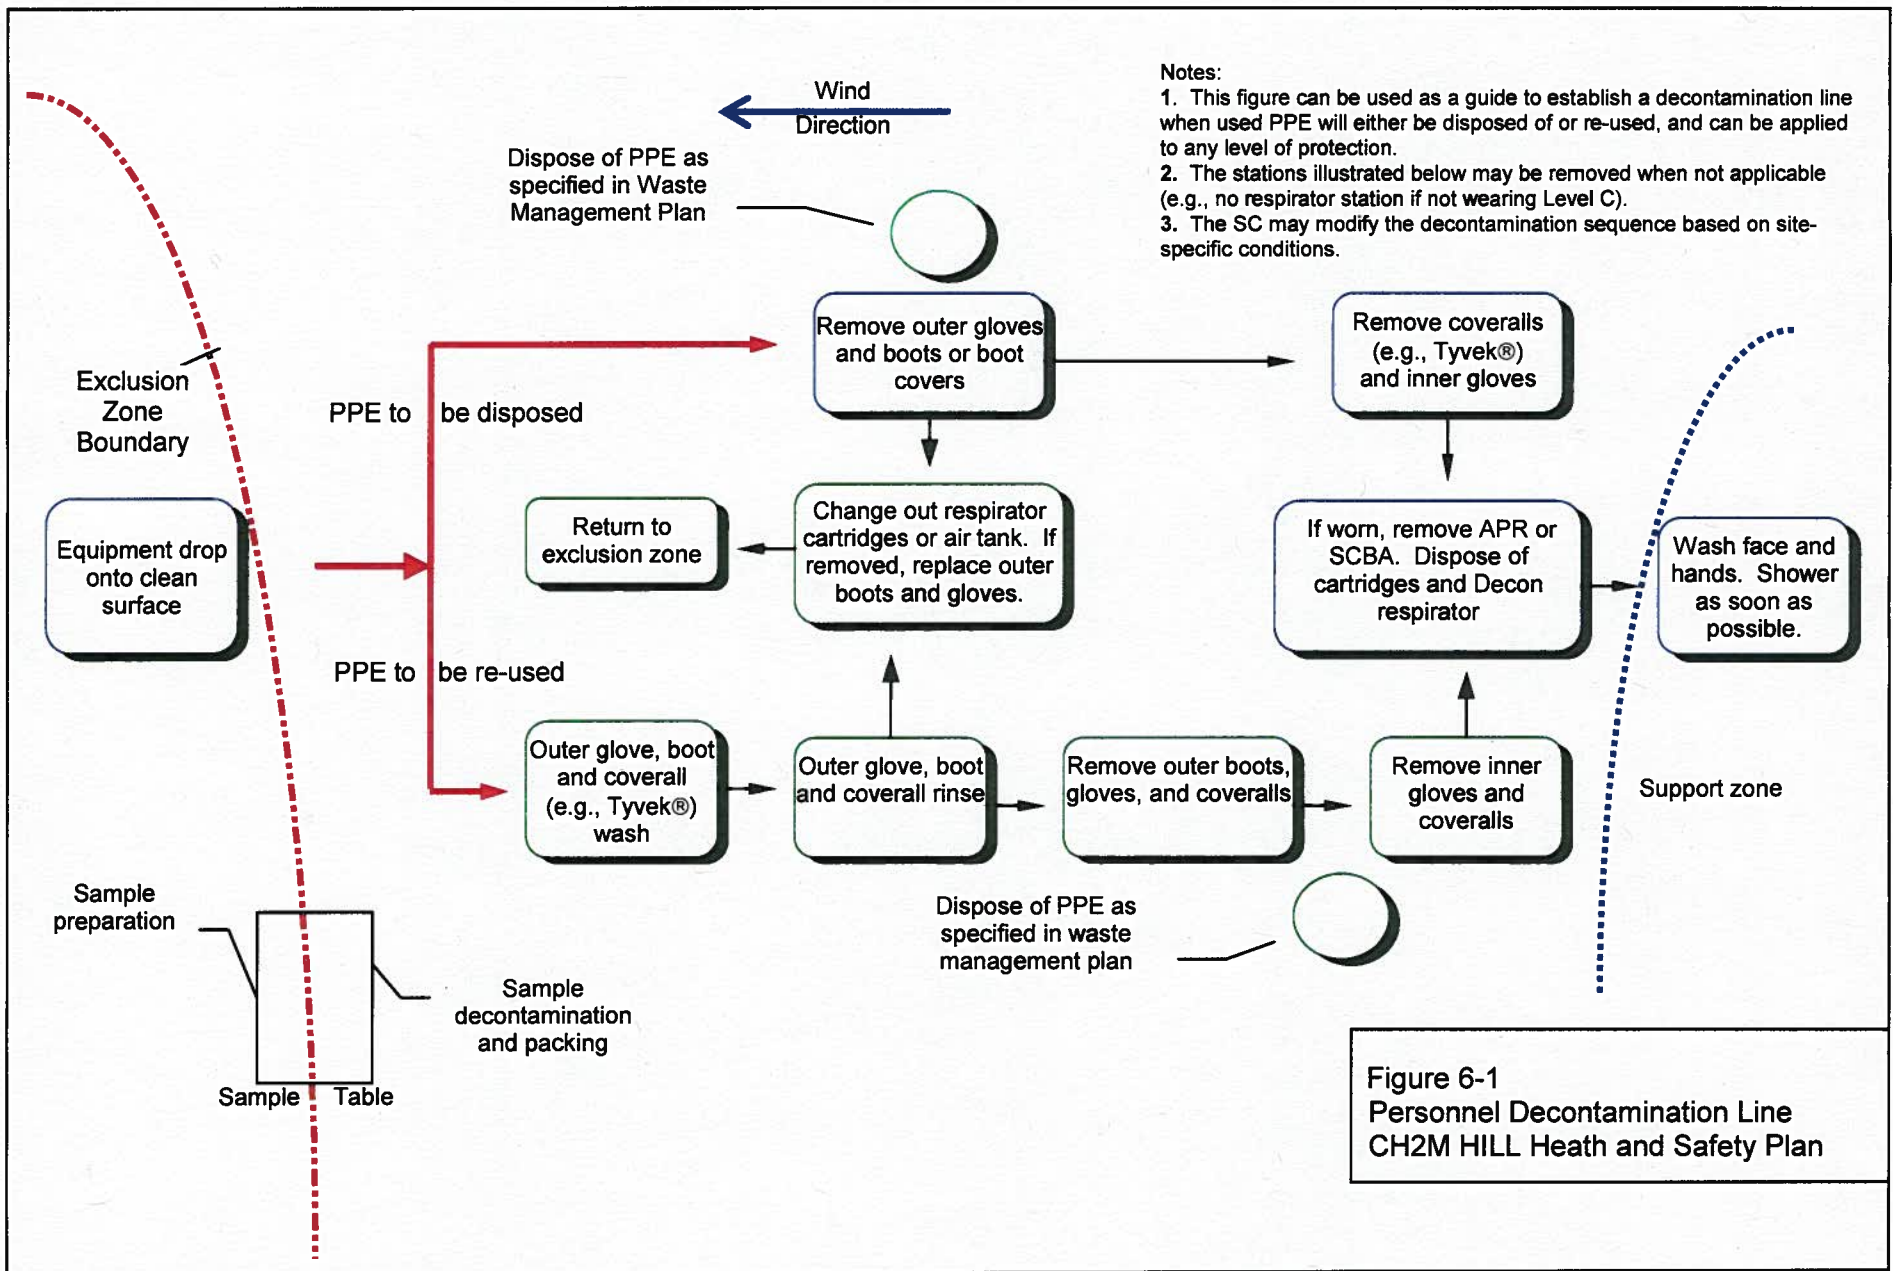 Notes:
1. This figure can be used as a guide to establish a decontamination line
when used PPE will either be disposed of or re-used, and can be applied
to any level of protection.
2. The stations illustrated below may be removed when not applicable
(e.g., no respirator station if not wearing Level C).
3. The SC may modify the decontamination sequence based on site-
specific conditions.
Wind
Direction
Dispose of PPE as
specified in Waste
Management Plan
Remove outer gloves
and boots or boot
covers
Remove coveralls
(e.g., Tyvek®)
and inner gloves
Exclusion
Zone
Boundary
PPE to be disposed
Equipment drop
onto clean
surface
Return to
exclusion zone
Change out respirator
cartridges or air tank. If
removed, replace outer
boots and gloves.
If worn, remove APR or
SCBA. Dispose of
cartridges and Decon
respirator
Wash face and
hands. Shower
as soon as
possible.
PPE to be re-used
Outer glove, boot
and coverall
(e.g., Tyvek®)
wash
Outer glove, boot
and coverall rinse
Remove outer boots,
gloves, and coveralls
Remove inner
gloves and
coveralls
Support zone
Sample
preparation
Dispose of PPE as
specified in waste
management plan
Sample
decontamination
and packing
Sample Table
Figure 6-1
Personnel Decontamination Line
CH2M HILL Heath and Safety Plan